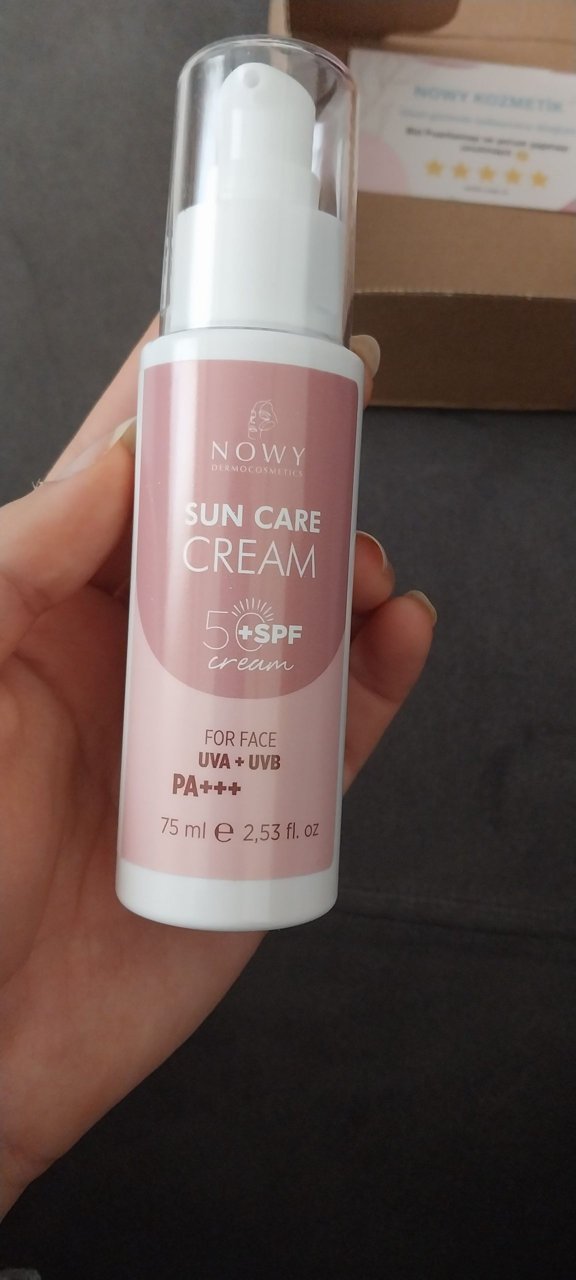 NOWY KOZMETİK
NOWY
DERMOCOSMETICS
SUN CARE
CREAM
50+SPF
cream
FOR FACE
UVA + UVB
PA+++
75 ml e 2,53 fl. oz